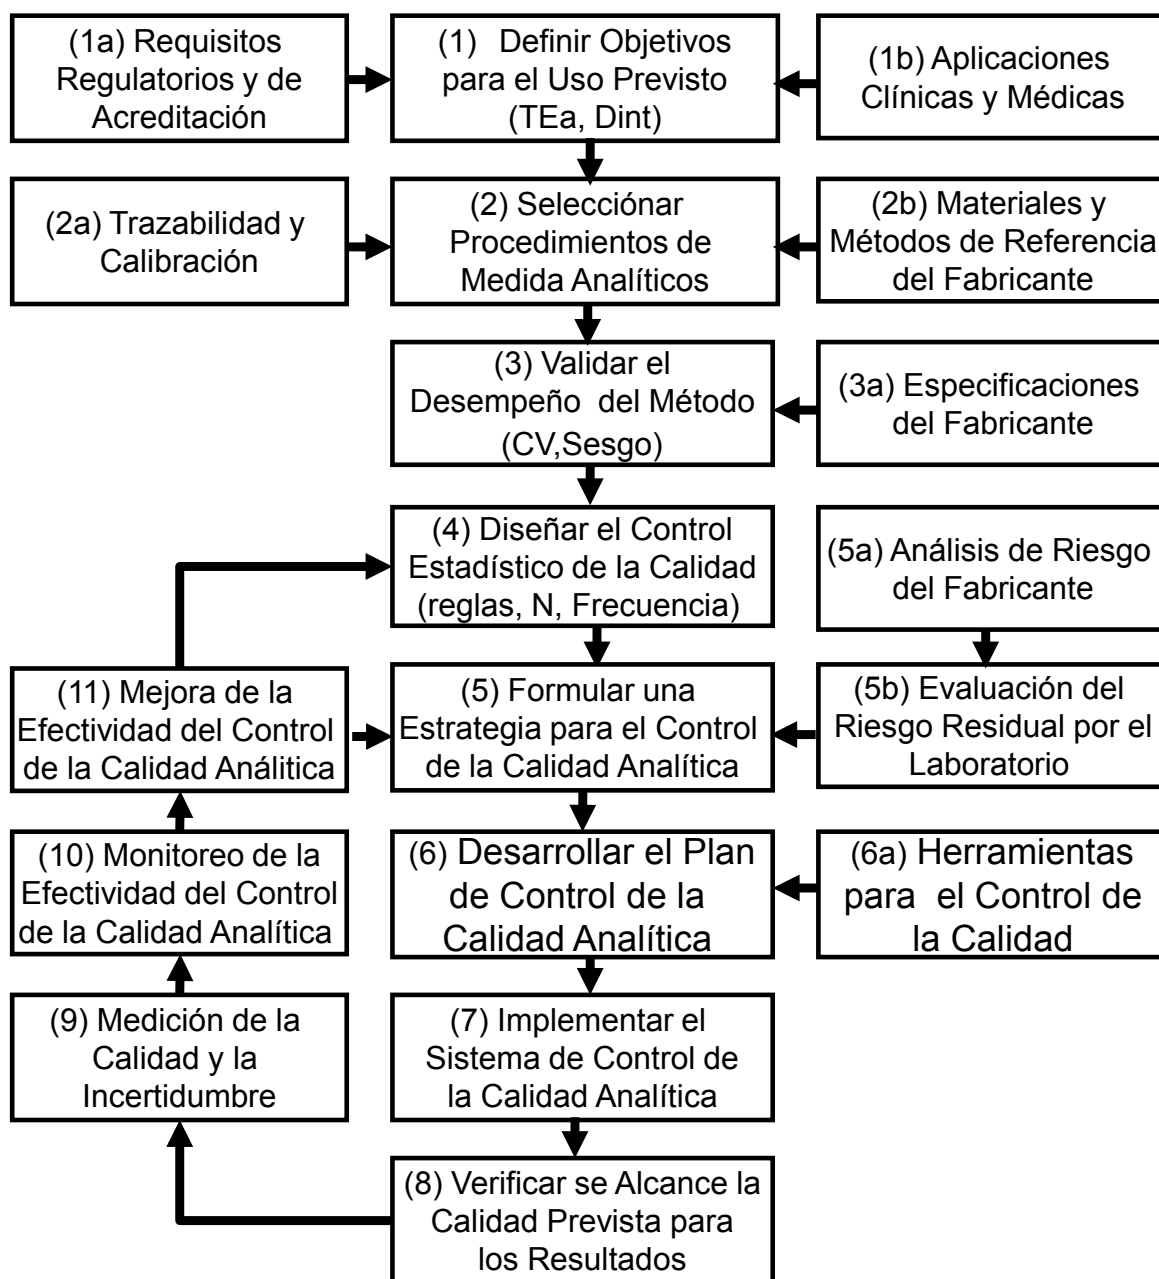 (1a) Requisitos
Regulatorios y de
Acreditación
(1) Definir Objetivos
para el Uso Previsto
(TEa, Dint)
(1b) Aplicaciones
Clínicas y Médicas
(2a) Trazabilidad y
Calibración
(2) Selecciónar
Procedimientos de
Medida Analíticos
(2b) Materiales y
Métodos de Referencia
del Fabricante
(3) Validar el
Desempeño del Método
(CV,Sesgo)
(3a) Especificaciones
del Fabricante
(4) Diseñar el Control
Estadístico de la Calidad
(reglas, N, Frecuencia)
(5a) Análisis de Riesgo
del Fabricante
(11) Mejora de la
Efectividad del Control
de la Calidad Análitica
(5) Formular una
Estrategia para el Control
de la Calidad Analítica
(5b) Evaluación del
Riesgo Residual por el
Laboratorio
(10) Monitoreo de la
Efectividad del Control
de la Calidad Analítica
(6) Desarrollar el Plan
de Control de la
Calidad Analítica
(6a) Herramientas
para el Control de
la Calidad
(9) Medición de la
Calidad y la
Incertidumbre
(7) Implementar el
Sistema de Control de
la Calidad Analítica
(8) Verificar se Alcance la
Calidad Prevista para
los Resultados